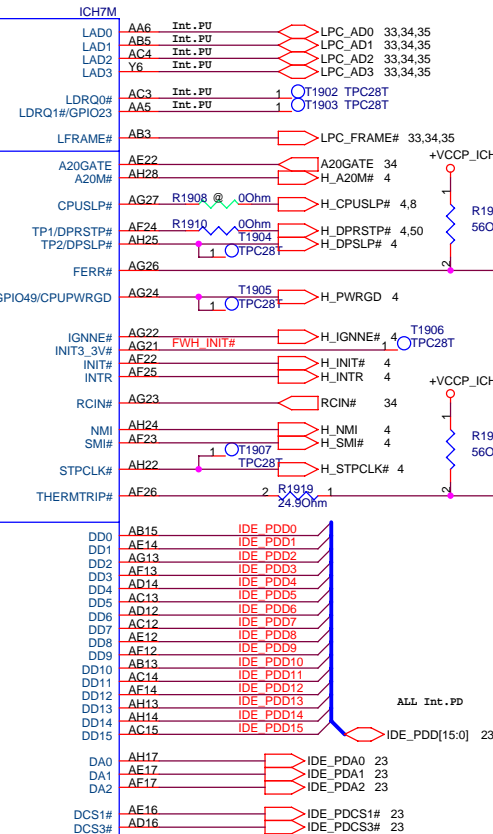 ICH7M
LAD0 AA6 Int.PU LPC_AD0 33,34,35
LAD1 AB5 Int.PU LPC_AD1 33,34,35
LAD2 AC4 Int.PU LPC_AD2 33,34,35
LAD3 Y6 Int.PU LPC_AD3 33,34,35
LDRQ0# AC3 Int.PU 1 T1902 TPC28T
LDRQ1#/GPIO23 AA5 Int.PU 1 T1903 TPC28T
LFRAME# AB3 LPC_FRAME# 33,34,35
+VCCP_ICH
A20GATE AE22 A20GATE 34
A20M# AH28 H_A20M# 4
1
CPUSLP# AG27 R1908 @ 0Ohm H_CPUSLP# 4,8
R19
56O
TP1/DPRSTP# AF24 R1910 0Ohm H_DPRSTP# 4,50
TP2/DPSLP# AH25 1 T1904 TPC28T H_DPSLP# 4
2
FERR# AG26
GPIO49/CPUPWRGD AG24 1 T1905 TPC28T H_PWRGD 4
IGNNE# AG22 H_IGNNE# 4
INIT3_3V# AG21 FWH_INIT# 1 T1906 TPC28T
INIT# AF22 H_INIT# 4
INTR AF25 H_INTR 4
+VCCP_ICH
RCIN# AG23 RCIN# 34
1
NMI AH24 H_NMI 4
SMI# AF23 H_SMI# 4
R19
56O
STPCLK# AH22 1 T1907 TPC28T H_STPCLK# 4
2
THERMTRIP# AF26 2 R1919 1
24.9Ohm
DD0 AB15 IDE_PDD0
DD1 AE14 IDE_PDD1
DD2 AG13 IDE_PDD2
DD3 AF13 IDE_PDD3
DD4 AD14 IDE_PDD4
DD5 AC13 IDE_PDD5
DD6 AD12 IDE_PDD6
DD7 AC12 IDE_PDD7
DD8 AE12 IDE_PDD8
DD9 AF12 IDE_PDD9
DD10 AB13 IDE_PDD10
DD11 AC14 IDE_PDD11
DD12 AF14 IDE_PDD12
DD13 AH13 IDE_PDD13
ALL Int.PD
DD14 AH14 IDE_PDD14
DD15 AC15 IDE_PDD15
IDE_PDD[15:0] 23
DA0 AH17 IDE_PDA0 23
DA1 AE17 IDE_PDA1 23
DA2 AF17 IDE_PDA2 23
DCS1# AE16 IDE_PDCS1# 23
DCS3# AD16 IDE_PDCS3# 23